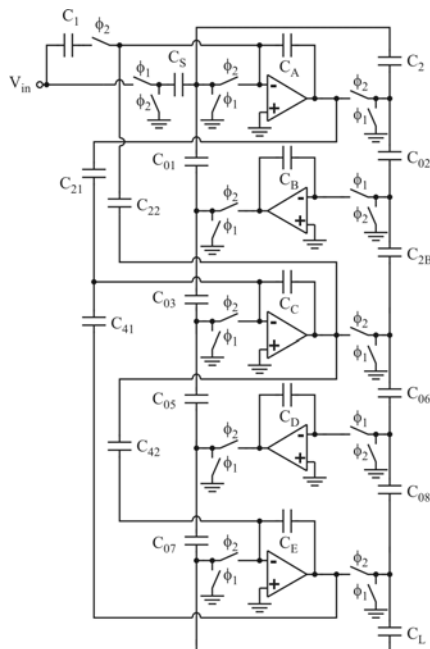 C1 ϕ2
Vin ϕ1 ϕ2 CS ϕ2 ϕ1 CA - + ϕ2 ϕ1 C2
C21 C22 C01 CB C02
ϕ2 ϕ1 - + ϕ1 ϕ2
C2E
C41 C03 CC
ϕ2 ϕ1 - + ϕ2 ϕ1
C05 CD C06
C42 ϕ2 ϕ1 - + ϕ1 ϕ2
C08
C07 CE
ϕ2 ϕ1 - + ϕ2 ϕ1
CL